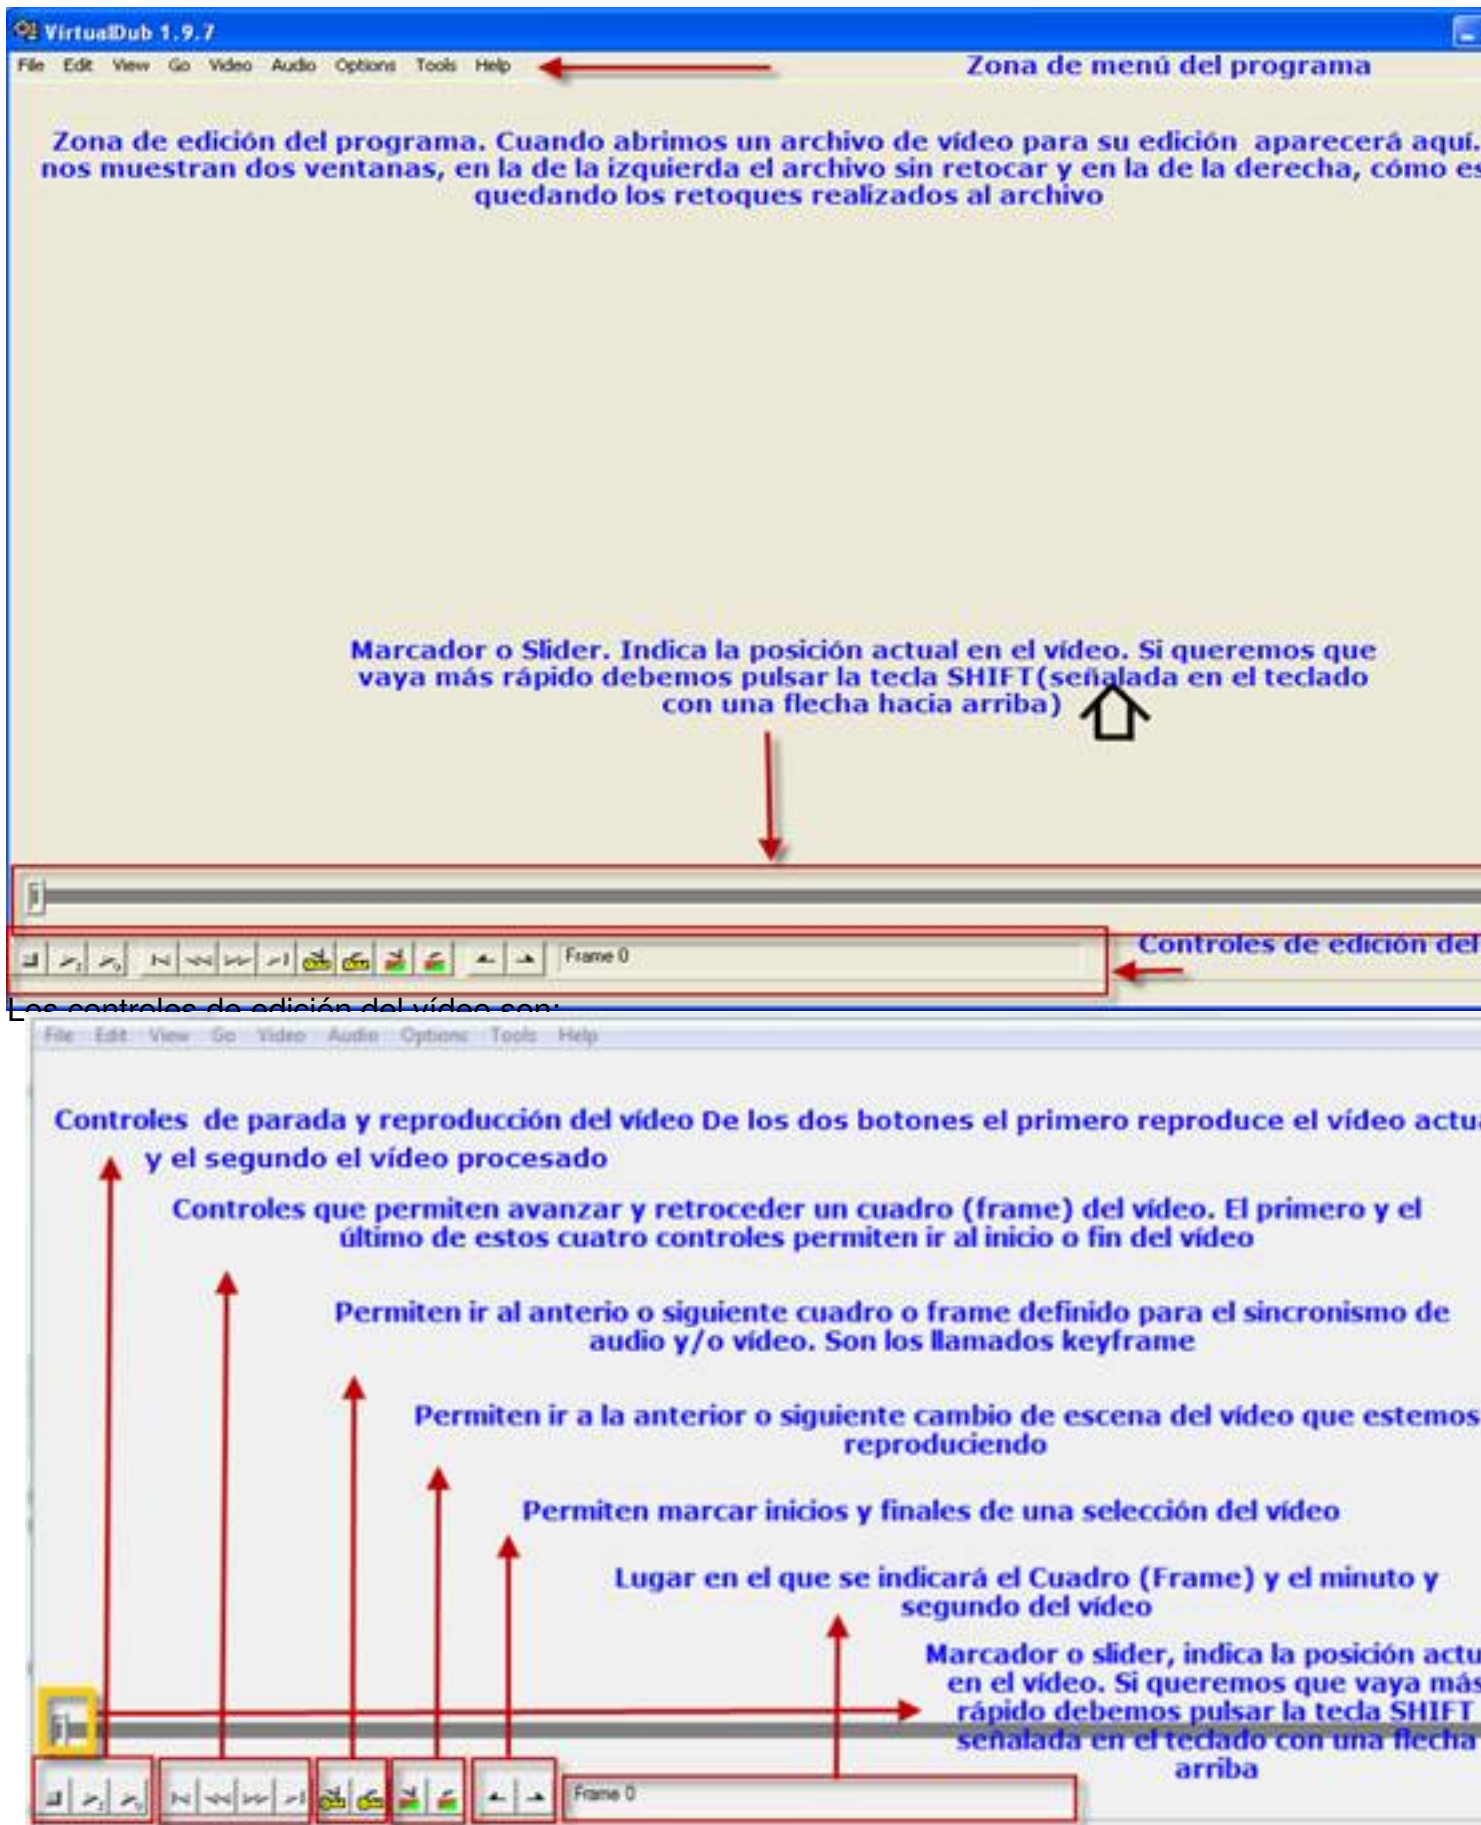 VirtualDub 1.9.7
File Edit View Go Video Audio Options Tools Help
Zona de menú del programa
Zona de edición del programa. Cuando abrimos un archivo de vídeo para su edición aparecerá aquí.
nos muestran dos ventanas, en la de la izquierda el archivo sin retocar y en la de la derecha, cómo es
quedando los retoques realizados al archivo
Marcador o Slider. Indica la posición actual en el vídeo. Si queremos que
vaya más rápido debemos pulsar la tecla SHIFT(señalada en el teclado
con una flecha hacia arriba)
Frame 0
Controles de edición del
Los controles de edición del vídeo son:
File Edit View Go Video Audio Options Tools Help
Controles de parada y reproducción del vídeo De los dos botones el primero reproduce el vídeo actu
y el segundo el vídeo procesado
Controles que permiten avanzar y retroceder un cuadro (frame) del vídeo. El primero y el
último de estos cuatro controles permiten ir al inicio o fin del vídeo
Permiten ir al anterio o siguiente cuadro o frame definido para el sincronismo de
audio y/o vídeo. Son los llamados keyframe
Permiten ir a la anterior o siguiente cambio de escena del vídeo que estemos
reproduciendo
Permiten marcar inicios y finales de una selección del vídeo
Lugar en el que se indicará el Cuadro (Frame) y el minuto y
segundo del vídeo
Marcador o slider, indica la posición actu
en el vídeo. Si queremos que vaya más
rápido debemos pulsar la tecla SHIFT
señalada en el teclado con una flecha
arriba
Frame 0